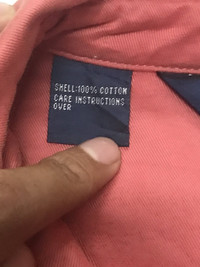 SHELL:100% COTTON
CARE INSTRUCTIONS
OVER